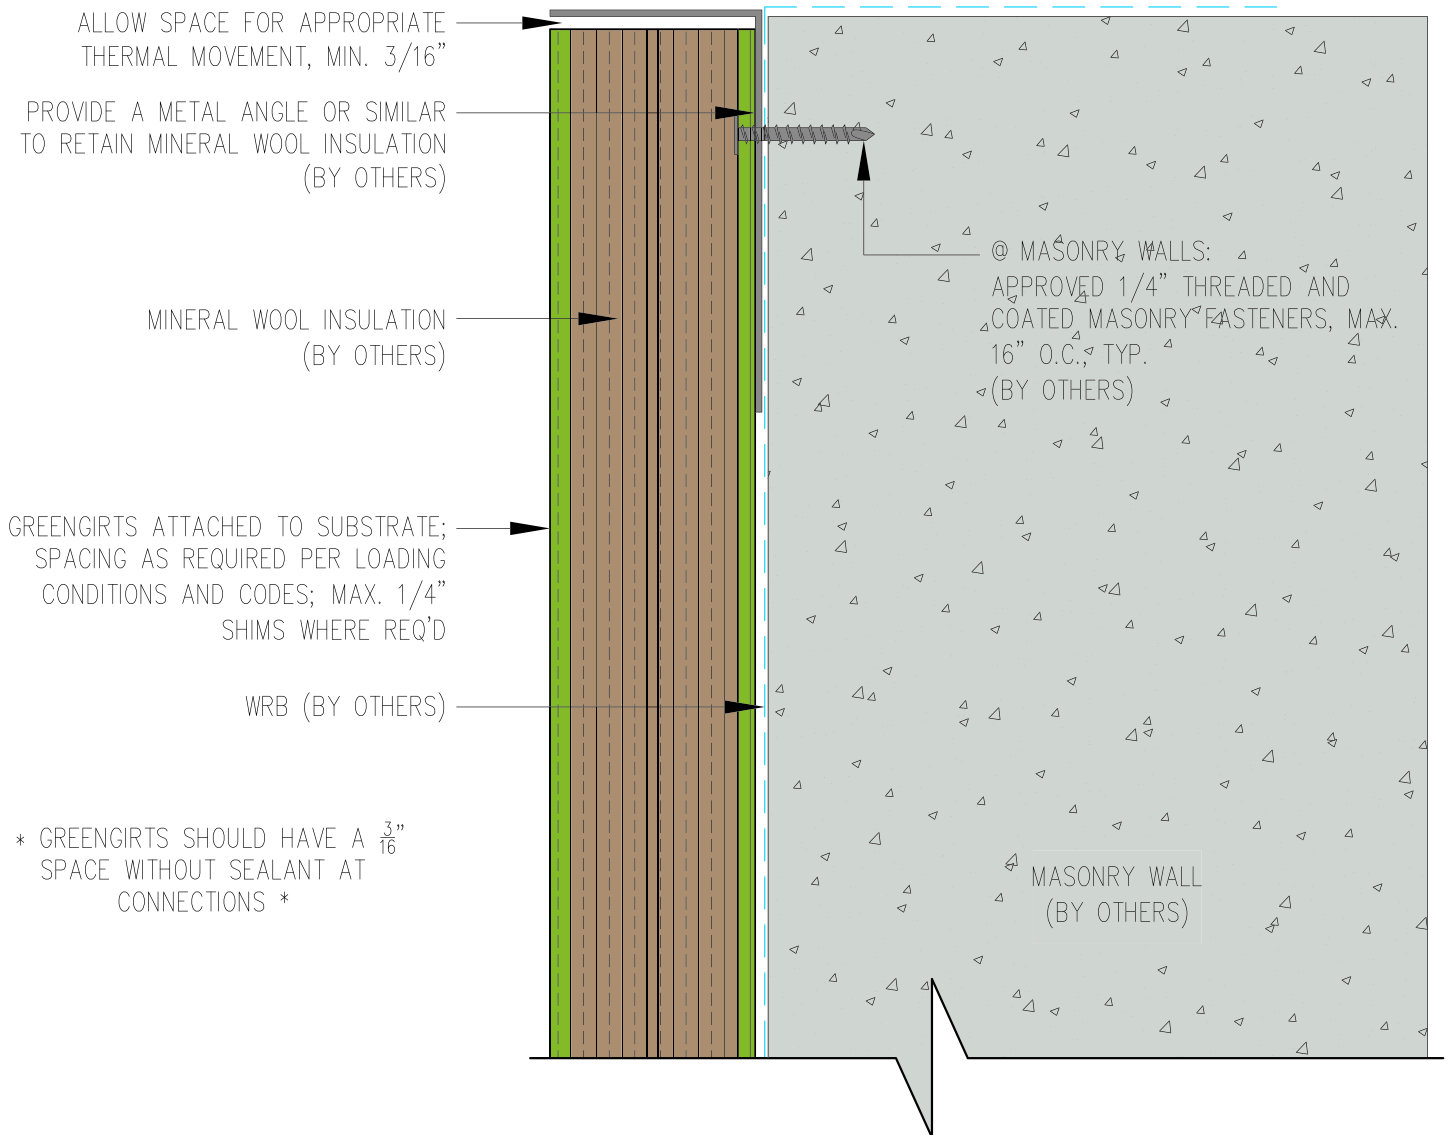 ALLOW SPACE FOR APPROPRIATE
THERMAL MOVEMENT, MIN. 3/16”
PROVIDE A METAL ANGLE OR SIMILAR
TO RETAIN MINERAL WOOL INSULATION
(BY OTHERS)
@ MASONRY WALLS:
APPROVED 1/4” THREADED AND
COATED MASONRY FASTENERS, MAX.
16” O.C., TYP.
(BY OTHERS)
MINERAL WOOL INSULATION
(BY OTHERS)
GREENGIRTS ATTACHED TO SUBSTRATE;
SPACING AS REQUIRED PER LOADING
CONDITIONS AND CODES; MAX. 1/4”
SHIMS WHERE REQ'D
WRB (BY OTHERS)
* GREENGIRTS SHOULD HAVE A 3/16”
SPACE WITHOUT SEALANT AT
CONNECTIONS *
MASONRY WALL
(BY OTHERS)